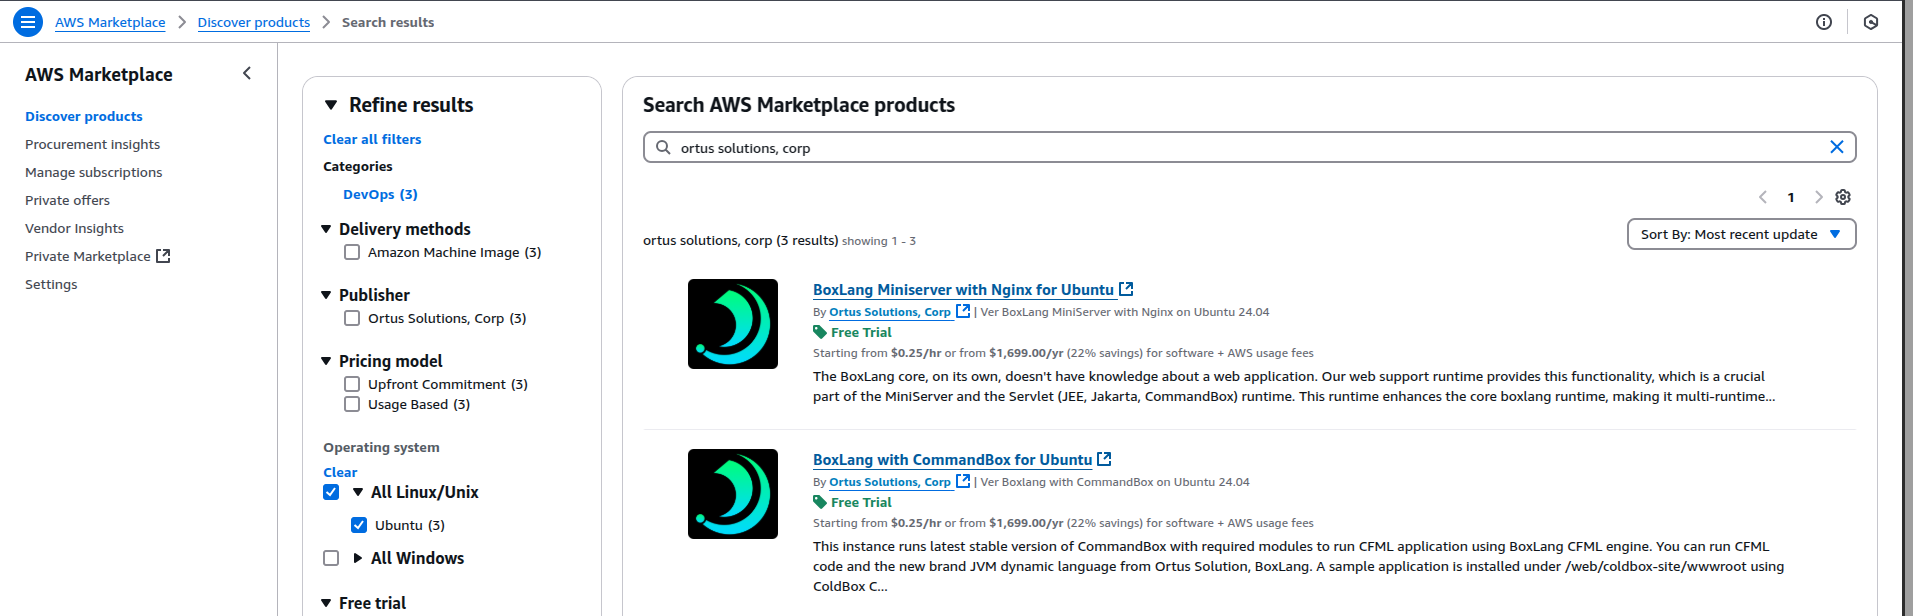 AWS Marketplace > Discover products > Search results
AWS Marketplace
Discover products
Procurement insights
Manage subscriptions
Private offers
Vendor Insights
Private Marketplace
Settings
Refine results
Clear all filters
Categories
DevOps (3)
Delivery methods
Amazon Machine Image (3)
Publisher
Ortus Solutions, Corp (3)
Pricing model
Upfront Commitment (3)
Usage Based (3)
Operating system
Clear
All Linux/Unix
Ubuntu (3)
All Windows
Free trial
Search AWS Marketplace products
ortus solutions, corp
1
ortus solutions, corp (3 results) showing 1 - 3
Sort By: Most recent update
BoxLang Miniserver with Nginx for Ubuntu
By Ortus Solutions, Corp | Ver BoxLang MiniServer with Nginx on Ubuntu 24.04
Free Trial
Starting from $0.25/hr or from $1,699.00/yr (22% savings) for software + AWS usage fees
The BoxLang core, on its own, doesn't have knowledge about a web application. Our web support runtime provides this functionality, which is a crucial
part of the MiniServer and the Servlet (JEE, Jakarta, CommandBox) runtime. This runtime enhances the core boxlang runtime, making it multi-runtime...
BoxLang with CommandBox for Ubuntu
By Ortus Solutions, Corp | Ver Boxlang with CommandBox on Ubuntu 24.04
Free Trial
Starting from $0.25/hr or from $1,699.00/yr (22% savings) for software + AWS usage fees
This instance runs latest stable version of CommandBox with required modules to run CFML application using BoxLang CFML engine. You can run CFML
code and the new brand JVM dynamic language from Ortus Solution, BoxLang. A sample application is installed under /web/coldbox-site/wwwroot using
ColdBox C...